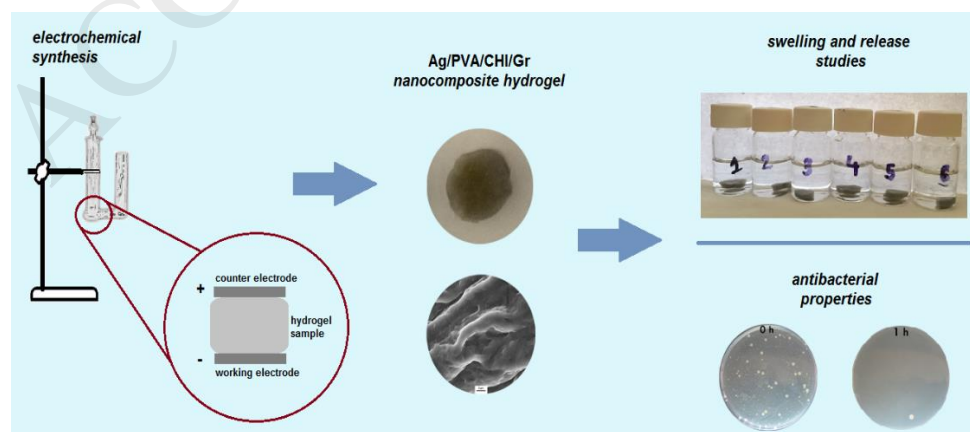 ACC
electrochemical
synthesis
+
counter electrode
hydrogel
sample
-
working electrode
Ag/PVA/CHI/Gr
nanocomposite hydrogel
swelling and release
studies
1 2 3 4 5 6
antibacterial
properties
0 h
1 h